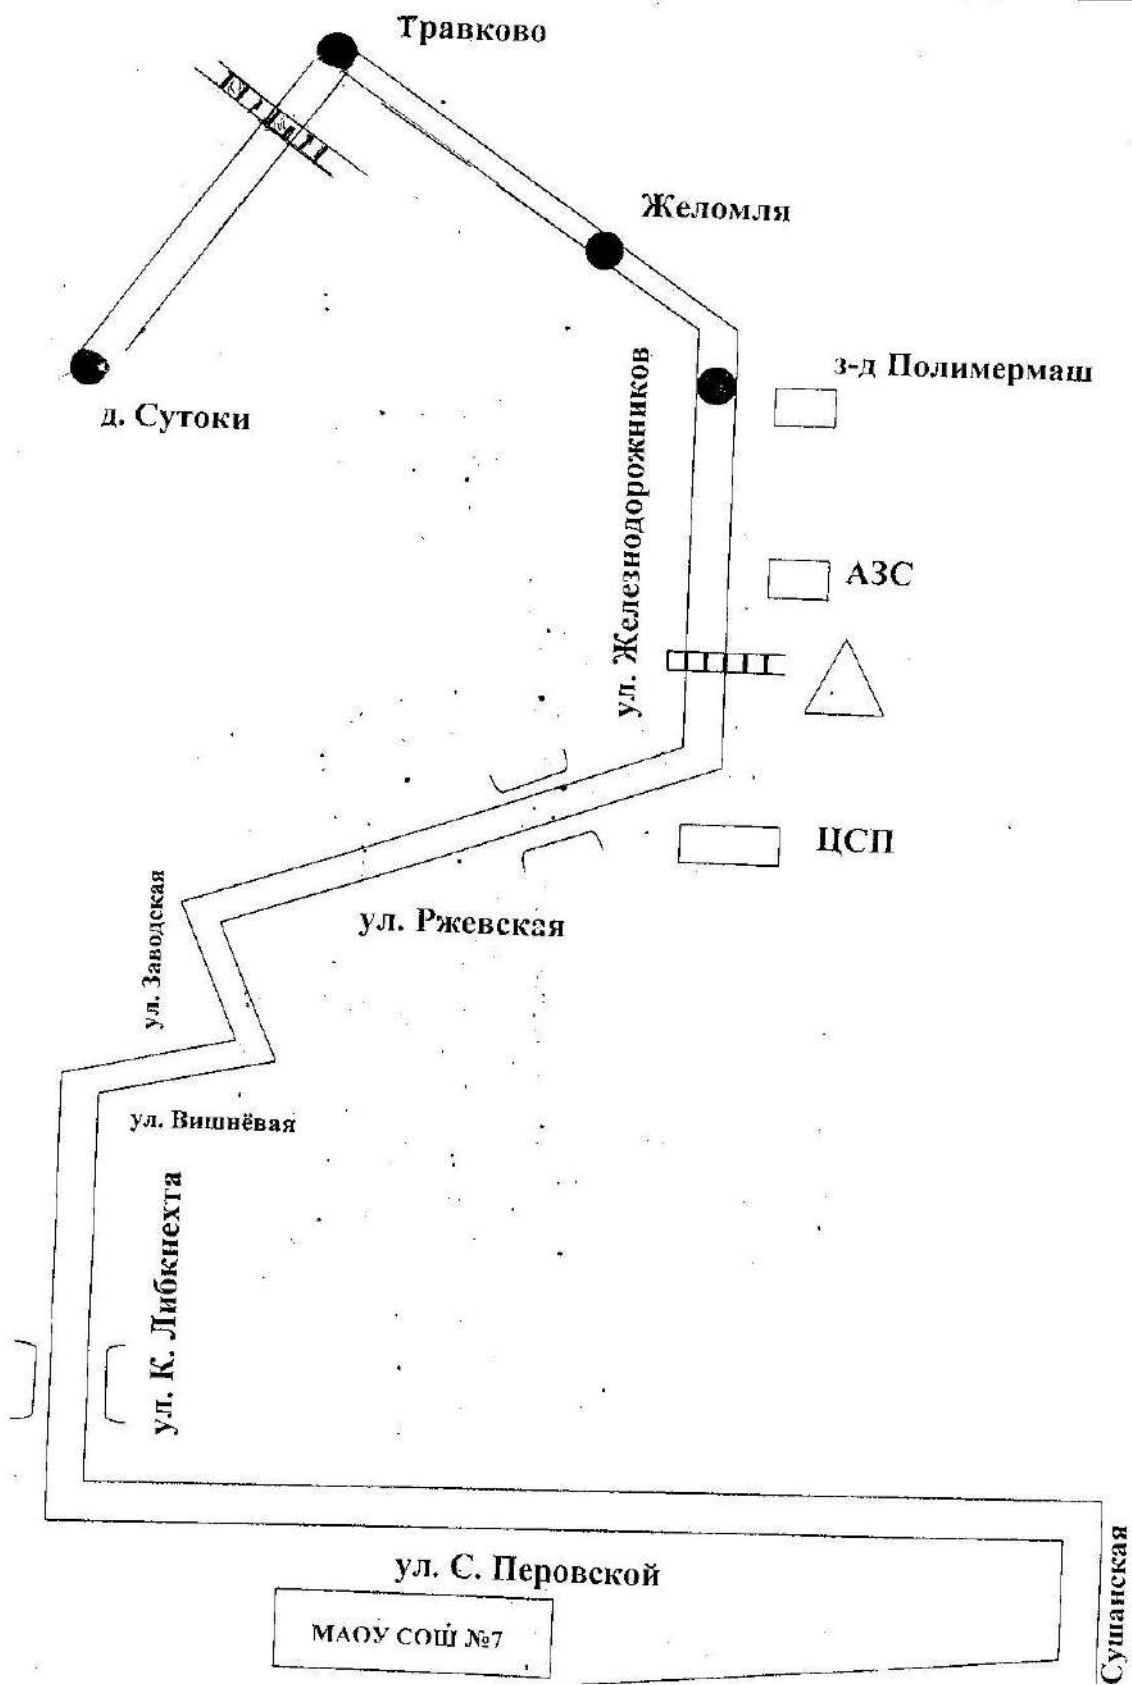 Травково
Желомля
з-д Полимермаш
д. Сутоки
ул. Железнодорожников
АЗС
ЦСП
ул. Заводская
ул. Ржевская
ул. Вишнёвая
ул. К. Либкнехта
ул. С. Перовской
МАОУ СОШ №7
Сушанская